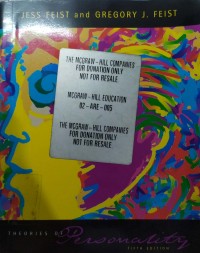 JESS FEIST and GREGORY J. FEIST
THE MCGRAW - HILL COMPANIES
FOR DONATION ONLY
NOT FOR RESALE
MCGRAW - HILL EDUCATION
02 - ARE - 005
THE MCGRAW - HILL COMPANIES
FOR DONATION ONLY
NOT FOR RESALE
THEORIES OF
Personality
FIFTH EDITION